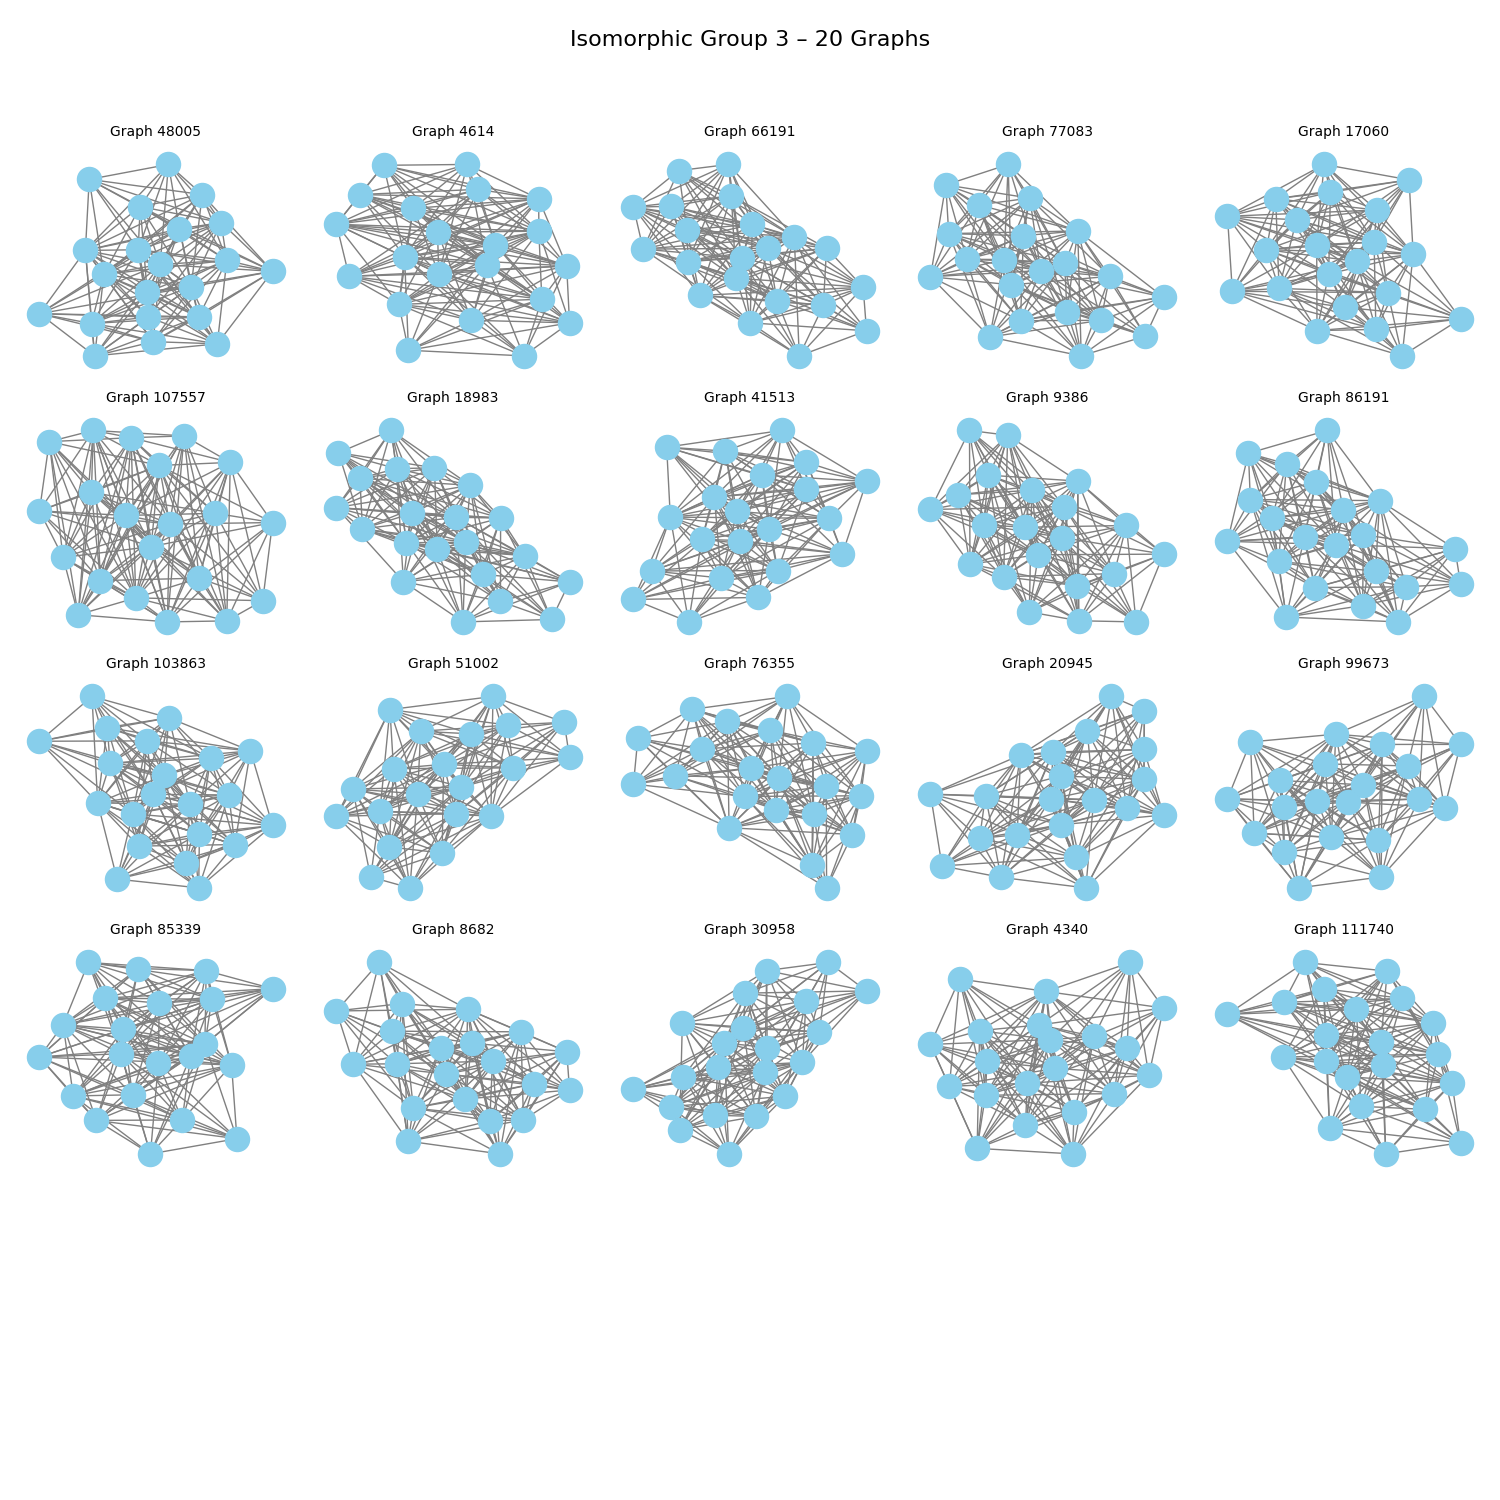 Isomorphic Group 3 – 20 Graphs
Graph 48005
Graph 4614
Graph 66191
Graph 77083
Graph 17060
Graph 107557
Graph 18983
Graph 41513
Graph 9386
Graph 86191
Graph 103863
Graph 51002
Graph 76355
Graph 20945
Graph 99673
Graph 85339
Graph 8682
Graph 30958
Graph 4340
Graph 111740